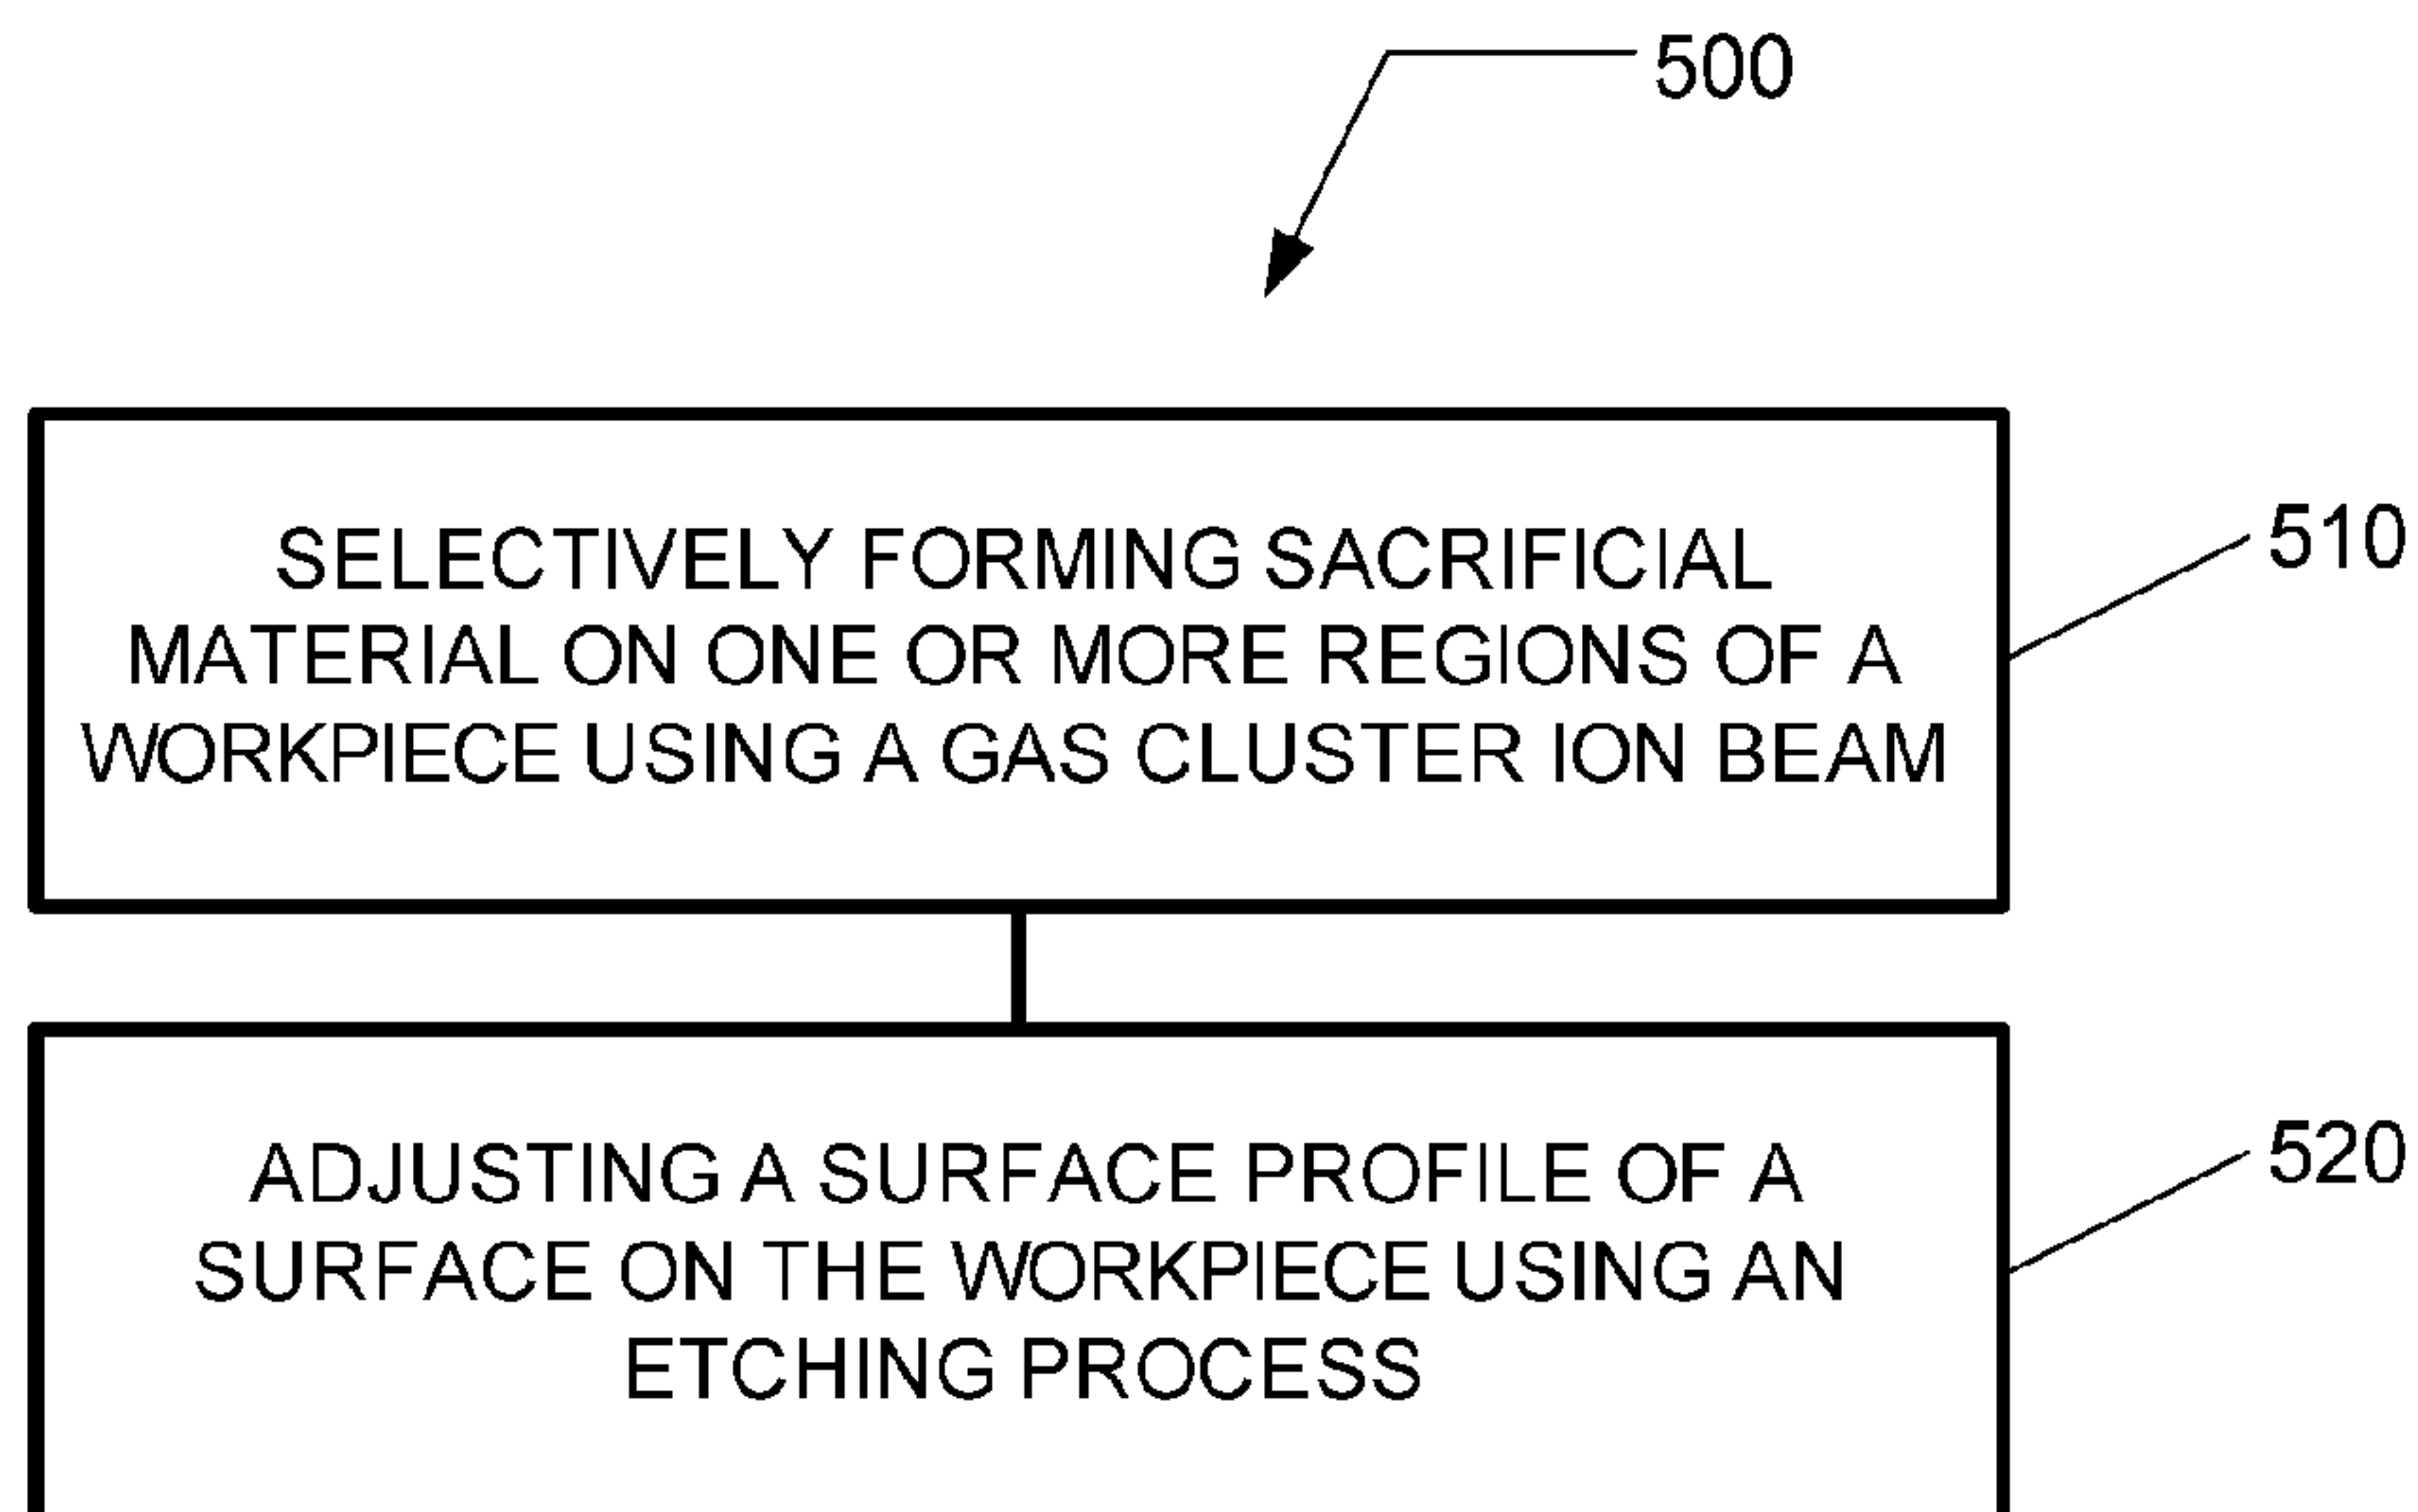 500
SELECTIVELY FORMING SACRIFICIAL
MATERIAL ON ONE OR MORE REGIONS OF A
WORKPIECE USING A GAS CLUSTER ION BEAM
510
ADJUSTING A SURFACE PROFILE OF A
SURFACE ON THE WORKPIECE USING AN
ETCHING PROCESS
520